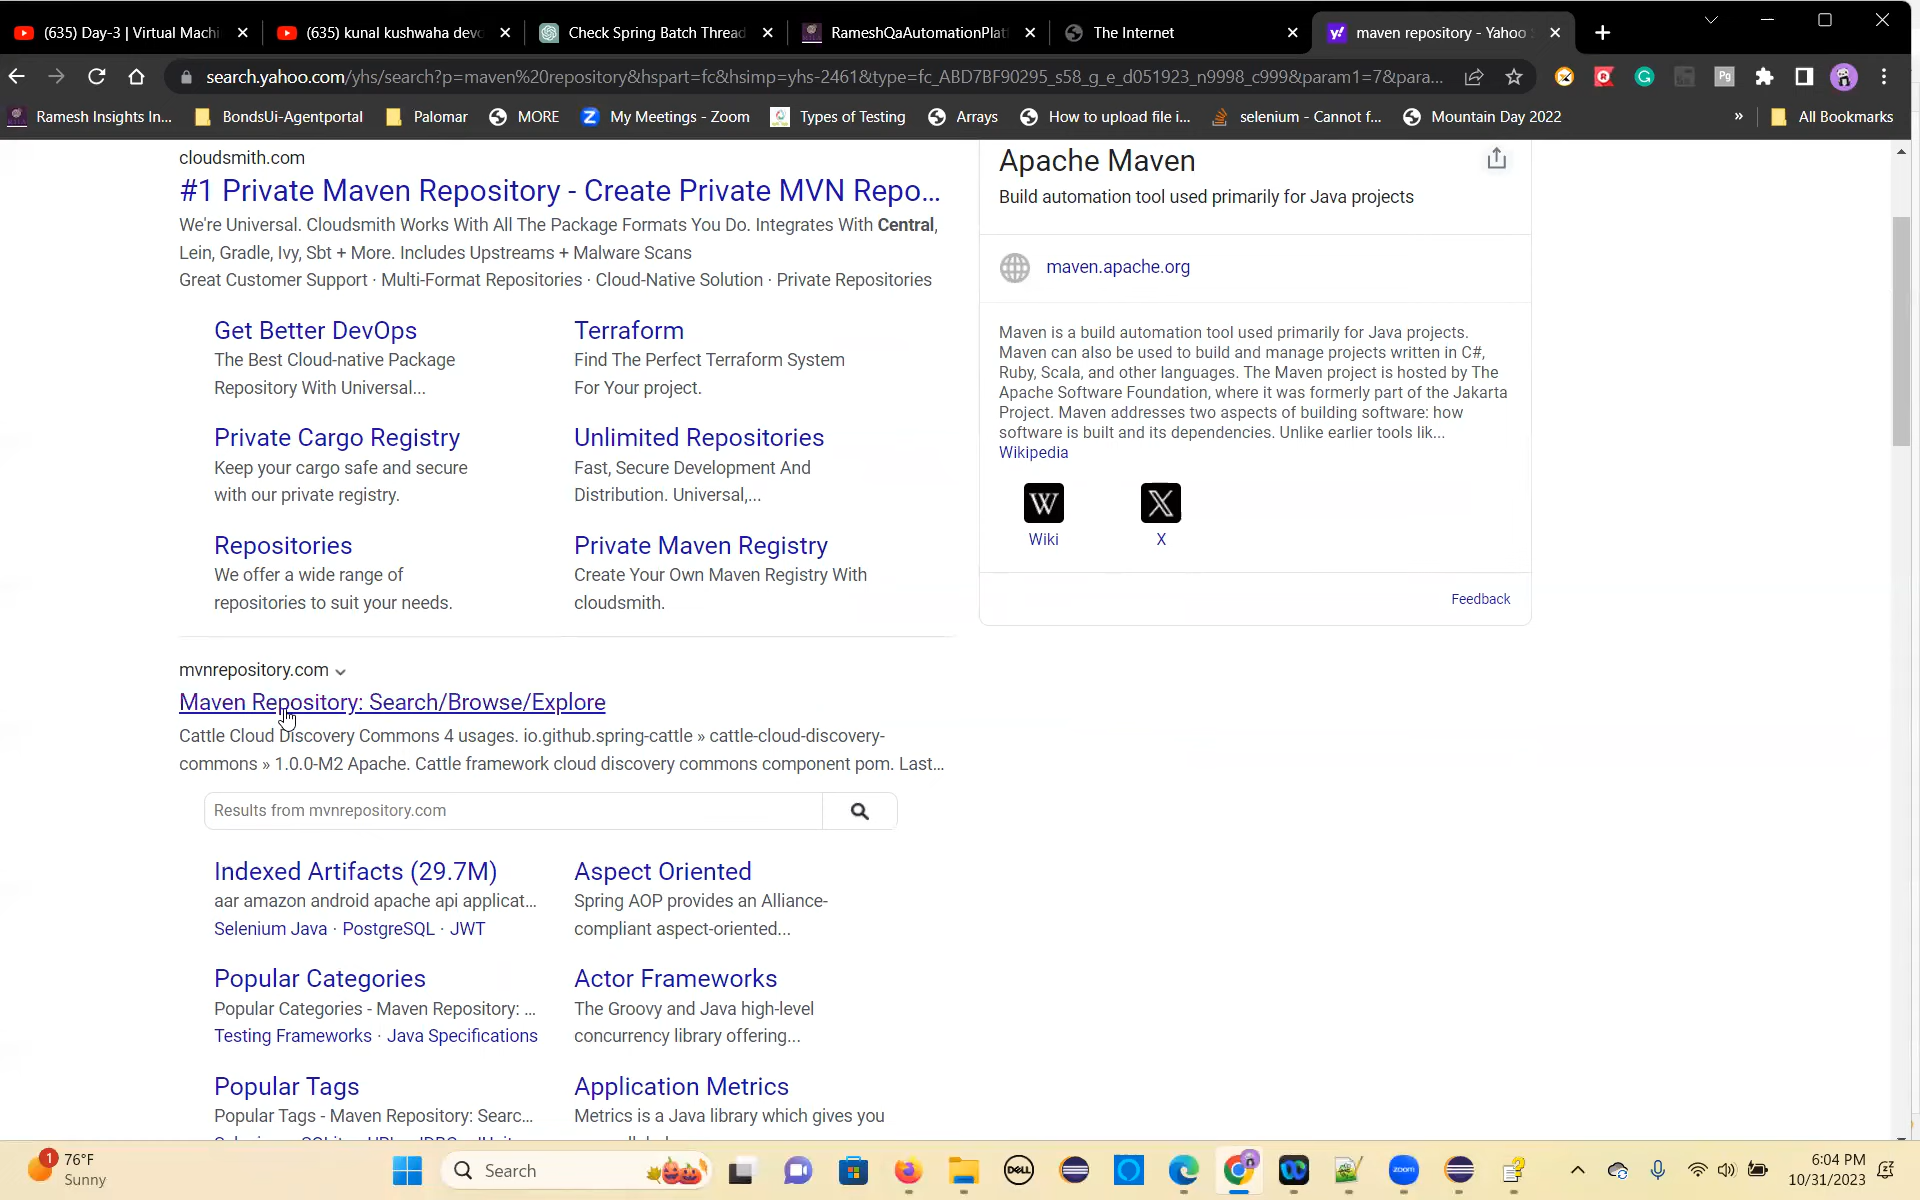 (635) Day-3 | Virtual Machi
(635) kunal kushwaha devo
Check Spring Batch Thread
RameshQaAutomationPlat
The Internet
maven repository - Yahoo
search.yahoo.com/yhs/search?p=maven%20repository&hspart=fc&hsimp=yhs-2461&type=fc_ABD7BF90295_s58_g_e_d051923_n9998_c999&param1=7&para...
Ramesh Insights In...
BondsUi-Agentportal
Palomar
MORE
My Meetings - Zoom
Types of Testing
Arrays
How to upload file i...
selenium - Cannot f...
Mountain Day 2022
»
All Bookmarks
cloudsmith.com
#1 Private Maven Repository - Create Private MVN Repo...
We're Universal. Cloudsmith Works With All The Package Formats You Do. Integrates With Central,
Lein, Gradle, Ivy, Sbt + More. Includes Upstreams + Malware Scans
Great Customer Support · Multi-Format Repositories · Cloud-Native Solution · Private Repositories
Get Better DevOps
The Best Cloud-native Package
Repository With Universal...
Terraform
Find The Perfect Terraform System
For Your project.
Private Cargo Registry
Keep your cargo safe and secure
with our private registry.
Unlimited Repositories
Fast, Secure Development And
Distribution. Universal,...
Repositories
We offer a wide range of
repositories to suit your needs.
Private Maven Registry
Create Your Own Maven Registry With
cloudsmith.
mvnrepository.com
Maven Repository: Search/Browse/Explore
Cattle Cloud Discovery Commons 4 usages. io.github.spring-cattle » cattle-cloud-discovery-
commons » 1.0.0-M2 Apache. Cattle framework cloud discovery commons component pom. Last...
Results from mvnrepository.com
Indexed Artifacts (29.7M)
aar amazon android apache api applicat...
Selenium Java · PostgreSQL · JWT
Aspect Oriented
Spring AOP provides an Alliance-
compliant aspect-oriented...
Popular Categories
Popular Categories - Maven Repository: ...
Testing Frameworks · Java Specifications
Actor Frameworks
The Groovy and Java high-level
concurrency library offering...
Popular Tags
Popular Tags - Maven Repository: Searc...
Application Metrics
Metrics is a Java library which gives you
Apache Maven
Build automation tool used primarily for Java projects
maven.apache.org
Maven is a build automation tool used primarily for Java projects.
Maven can also be used to build and manage projects written in C#,
Ruby, Scala, and other languages. The Maven project is hosted by The
Apache Software Foundation, where it was formerly part of the Jakarta
Project. Maven addresses two aspects of building software: how
software is built and its dependencies. Unlike earlier tools lik...
Wikipedia
W
X
Wiki
X
Feedback
1
76°F
Sunny
Search
DELL
zoom
6:04 PM
10/31/2023